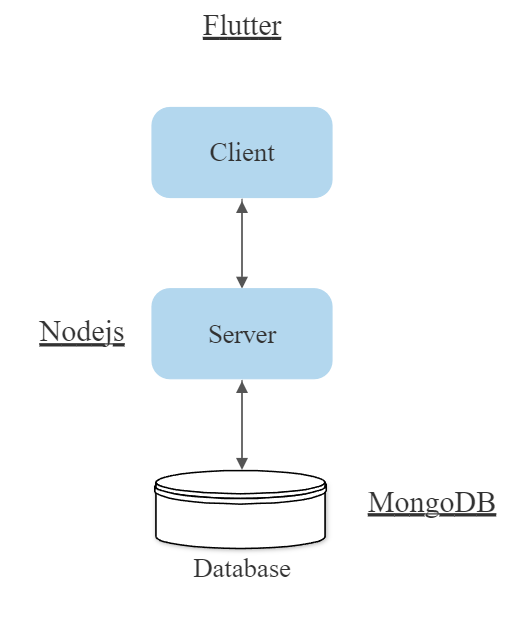 Flutter
Client
Nodejs
Server
MongoDB
Database